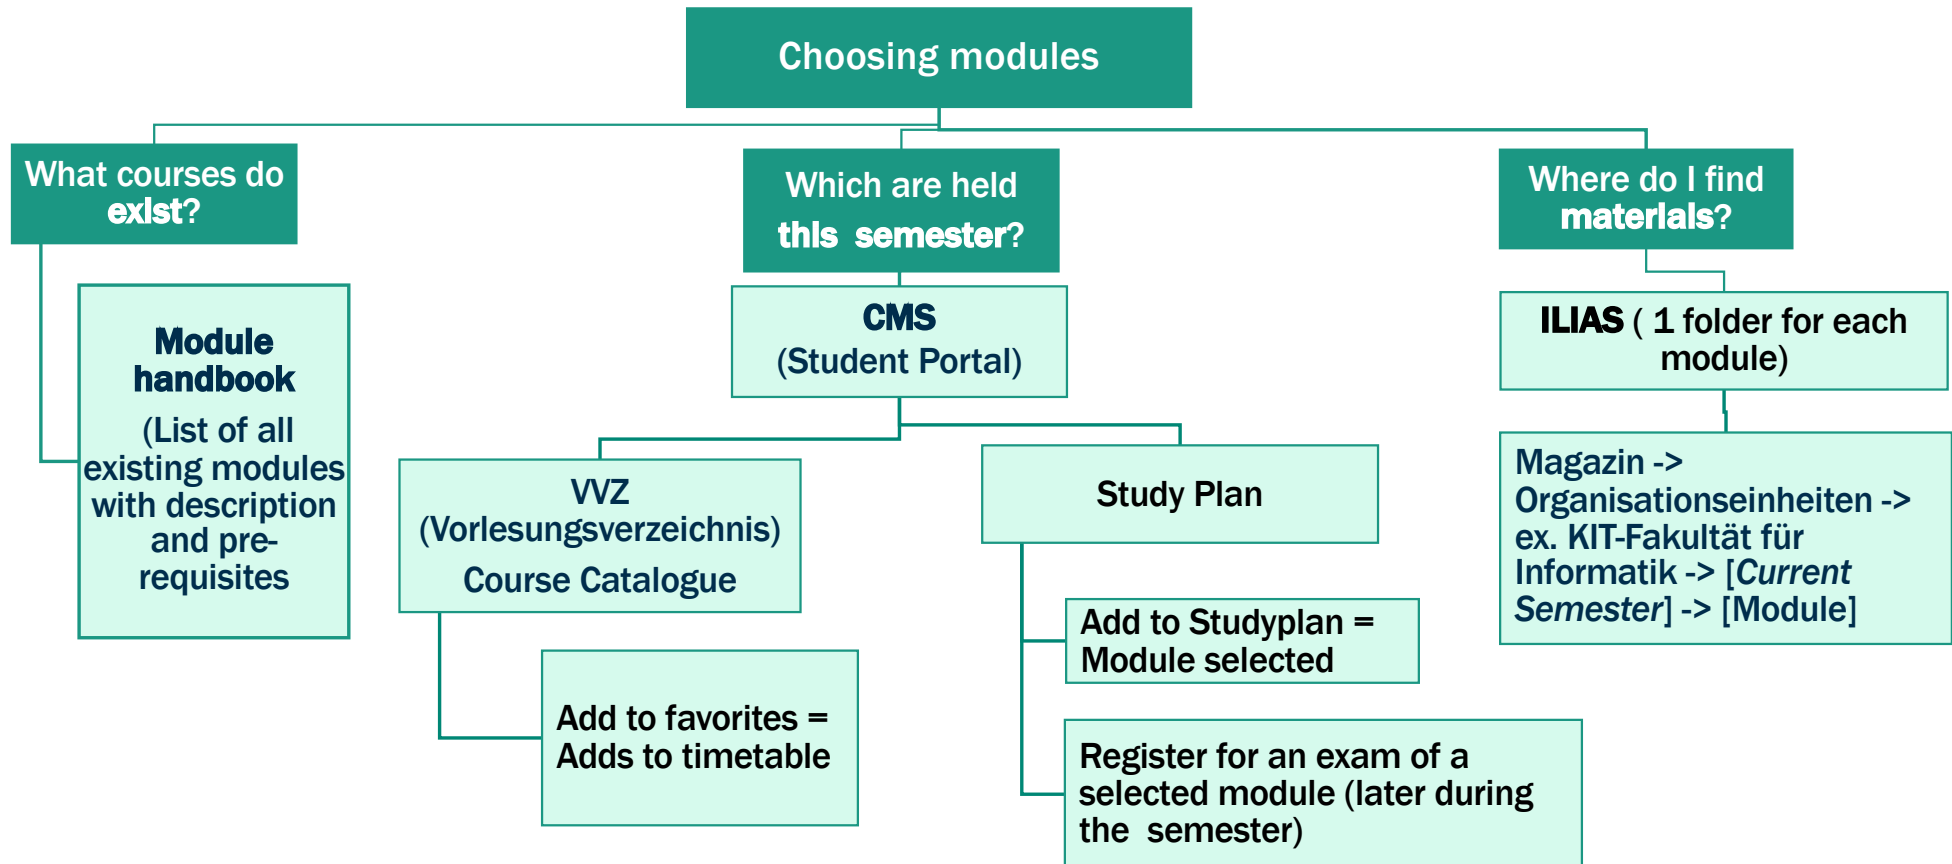 Choosing modules
What courses do
exist?
Module
handbook
(List of all
existing modules
with description
and pre-
requisites
Which are held
this semester?
CMS
(Student Portal)
VVZ
(Vorlesungsverzeichnis)
Course Catalogue
Add to favorites =
Adds to timetable
Study Plan
Add to Studyplan =
Module selected
Register for an exam of a
selected module (later during
the semester)
Where do I find
materials?
ILIAS ( 1 folder for each
module)
Magazin ->
Organisationseinheiten ->
ex. KIT-Fakultät für
Informatik -> [Current
Semester] -> [Module]